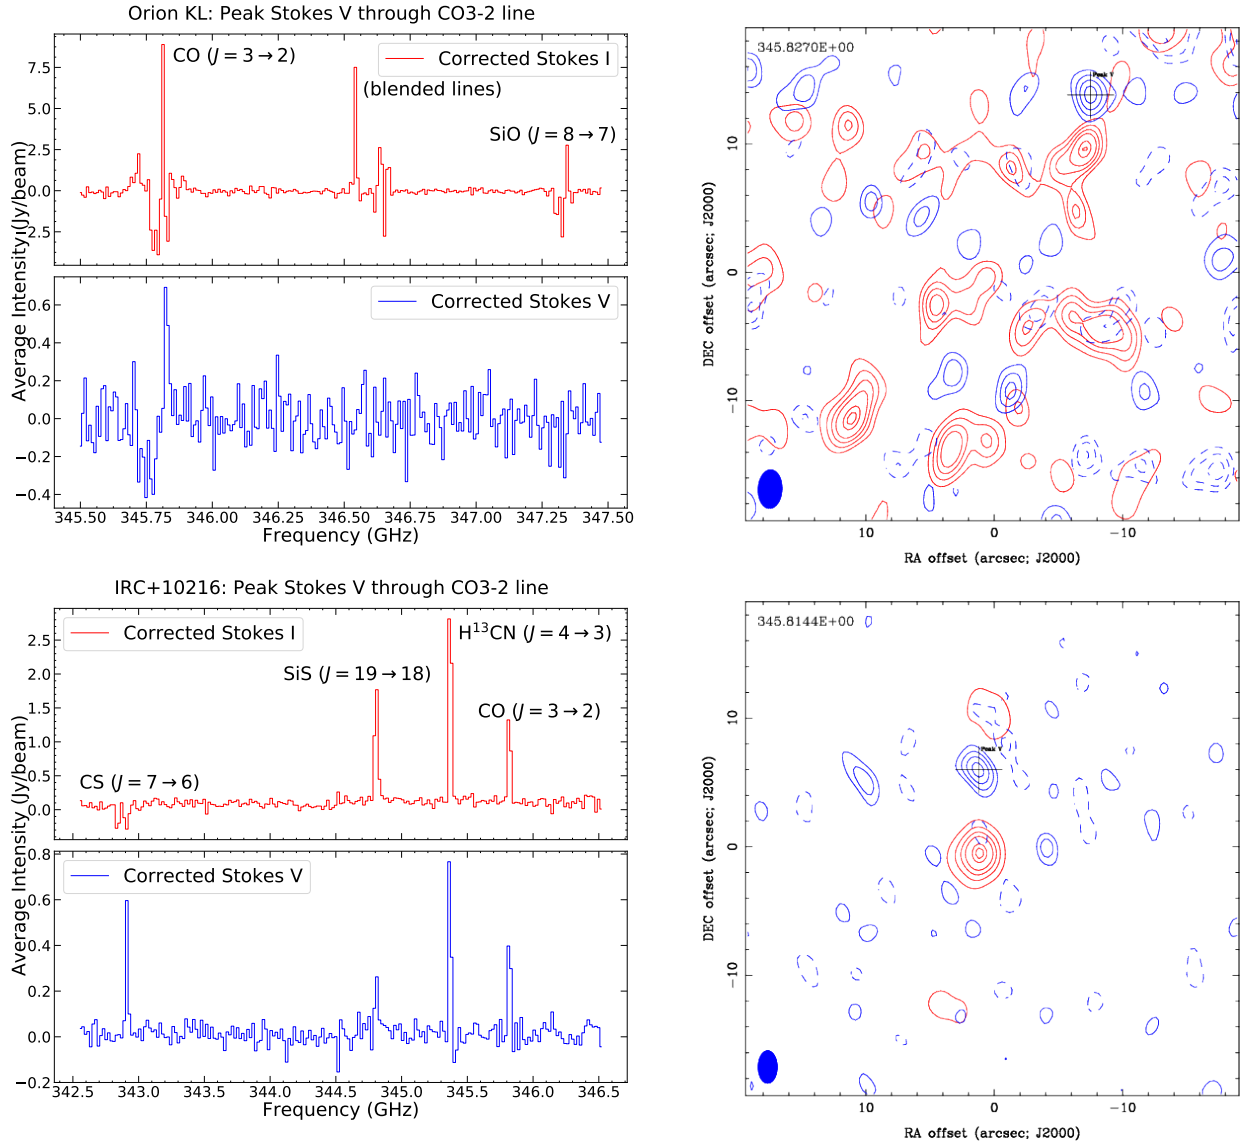 Orion KL: Peak Stokes V through CO3-2 line
CO (J = 3 → 2)
Corrected Stokes I
(blended lines)
SiO (J = 8 → 7)
7.5
5.0
2.5
0.0
−2.5
Corrected Stokes V
0.6
0.4
0.2
0.0
−0.2
−0.4
Average Intensity (Jy/beam)
345.50 345.75 346.00 346.25 346.50 346.75 347.00 347.25 347.50
Frequency (GHz)
345.8270E+00
Peak V
10
0
−10
DEC offset (arcsec; J2000)
10 0 −10
RA offset (arcsec; J2000)
IRC+10216: Peak Stokes V through CO3-2 line
Corrected Stokes I
H¹³CN (J = 4 → 3)
SiS (J = 19 → 18)
CO (J = 3 → 2)
CS (J = 7 → 6)
2.5
2.0
1.5
1.0
0.5
0.0
Corrected Stokes V
0.8
0.6
0.4
0.2
0.0
−0.2
Average Intensity (Jy/beam)
342.5 343.0 343.5 344.0 344.5 345.0 345.5 346.0 346.5
Frequency (GHz)
345.8144E+00
Peak V
10
0
−10
DEC offset (arcsec; J2000)
10 0 −10
RA offset (arcsec; J2000)